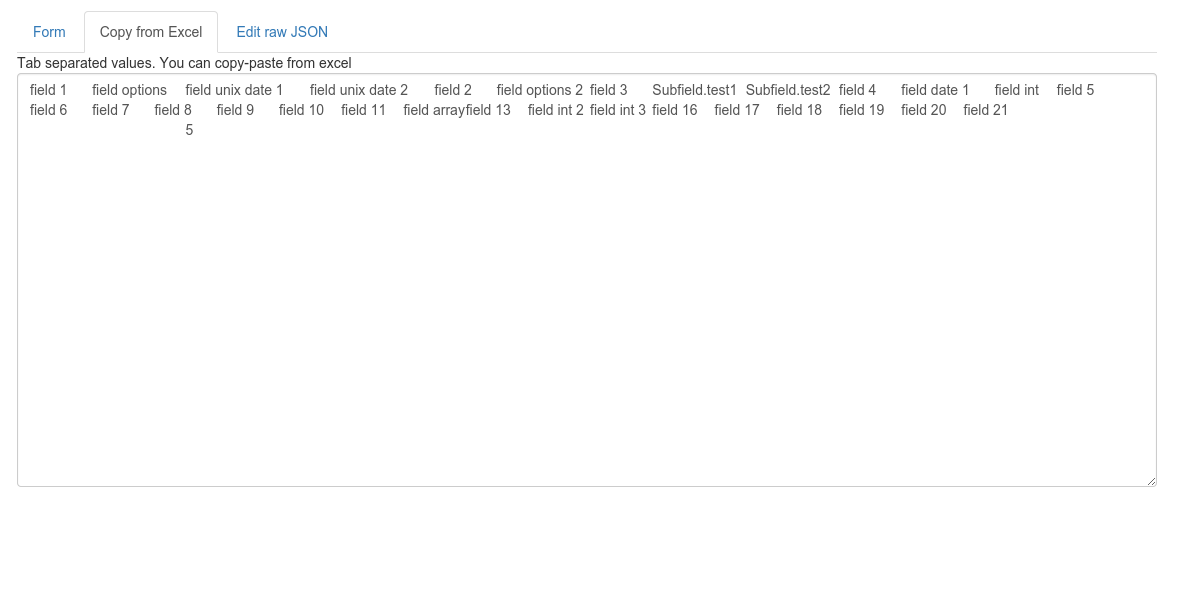 Form Copy from Excel Edit raw JSON
Tab separated values. You can copy-paste from excel
field 1 field options field unix date 1 field unix date 2 field 2 field options 2 field 3 Subfield.test1 Subfield.test2 field 4 field date 1 field int field 5
field 6 field 7 field 8 field 9 field 10 field 11 field array field 13 field int 2 field int 3 field 16 field 17 field 18 field 19 field 20 field 21
5